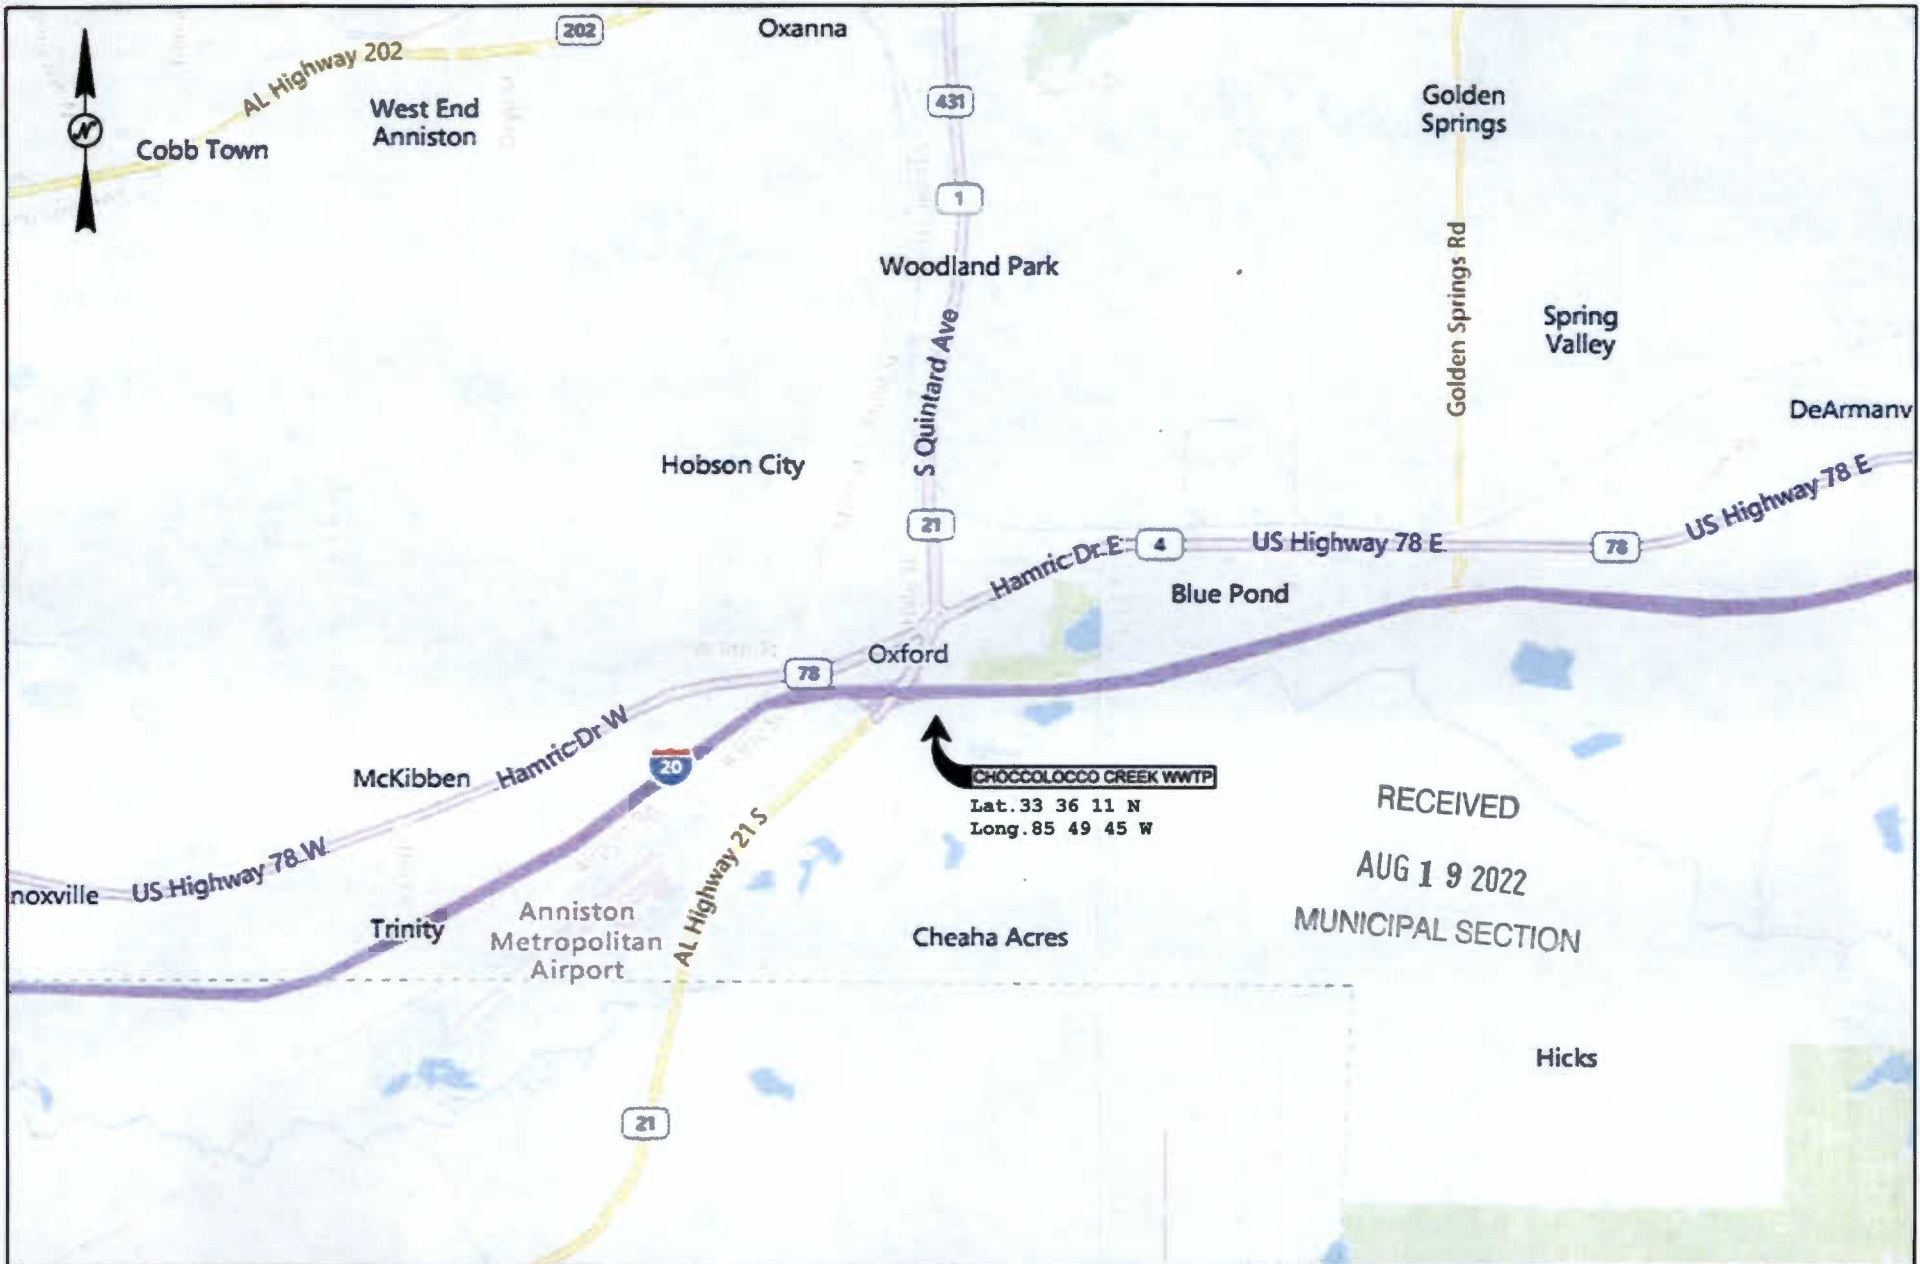 202
Oxanna
AL Highway 202
431
West End
Anniston
Golden
Springs
N
Cobb Town
1
Woodland Park
Golden Springs Rd
Spring
Valley
S Quintard Ave
DeArmanv
Hobson City
21
Hamric Dr E
4
US Highway 78 E
78
US Highway 78 E
Blue Pond
Oxford
78
Hamric Dr W
20
McKibben
CHOCCOLOCCO CREEK WWTP
Lat.33 36 11 N
Long.85 49 45 W
RECEIVED
AUG 19 2022
MUNICIPAL SECTION
US Highway 78 W
noxville
AL Highway 21 S
Trinity
Anniston
Metropolitan
Airport
Cheaha Acres
Hicks
21